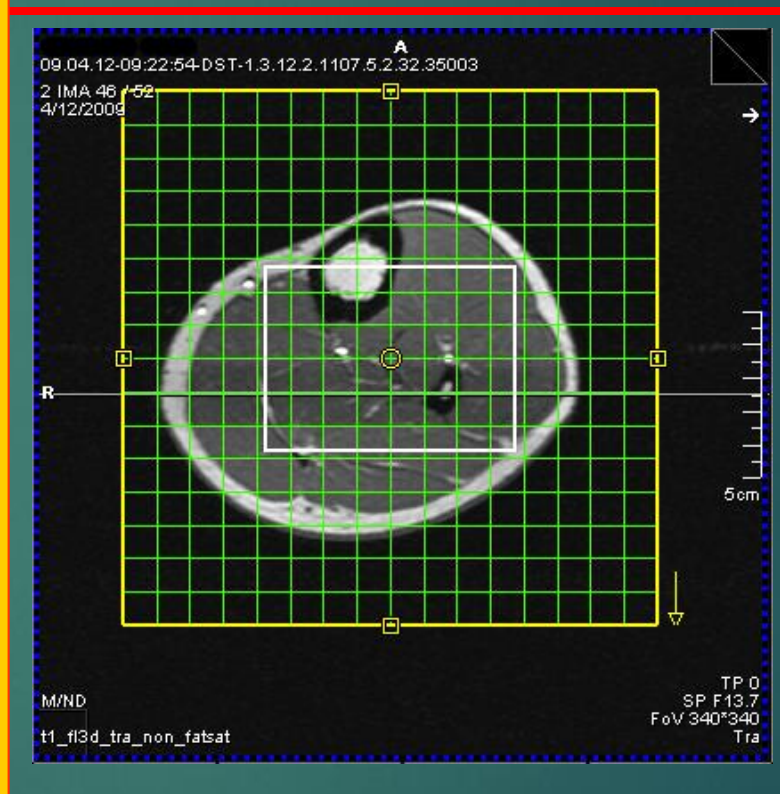 A
09.04.12-09:22:54-DST-1.3.12.2.1107.5.2.32.35003
2 IMA 46 / 52
4/12/2009
R
5cm
M/ND
t1_fl3d_tra_non_fatsat
TP 0
SP F13.7
FoV 340*340
Tra